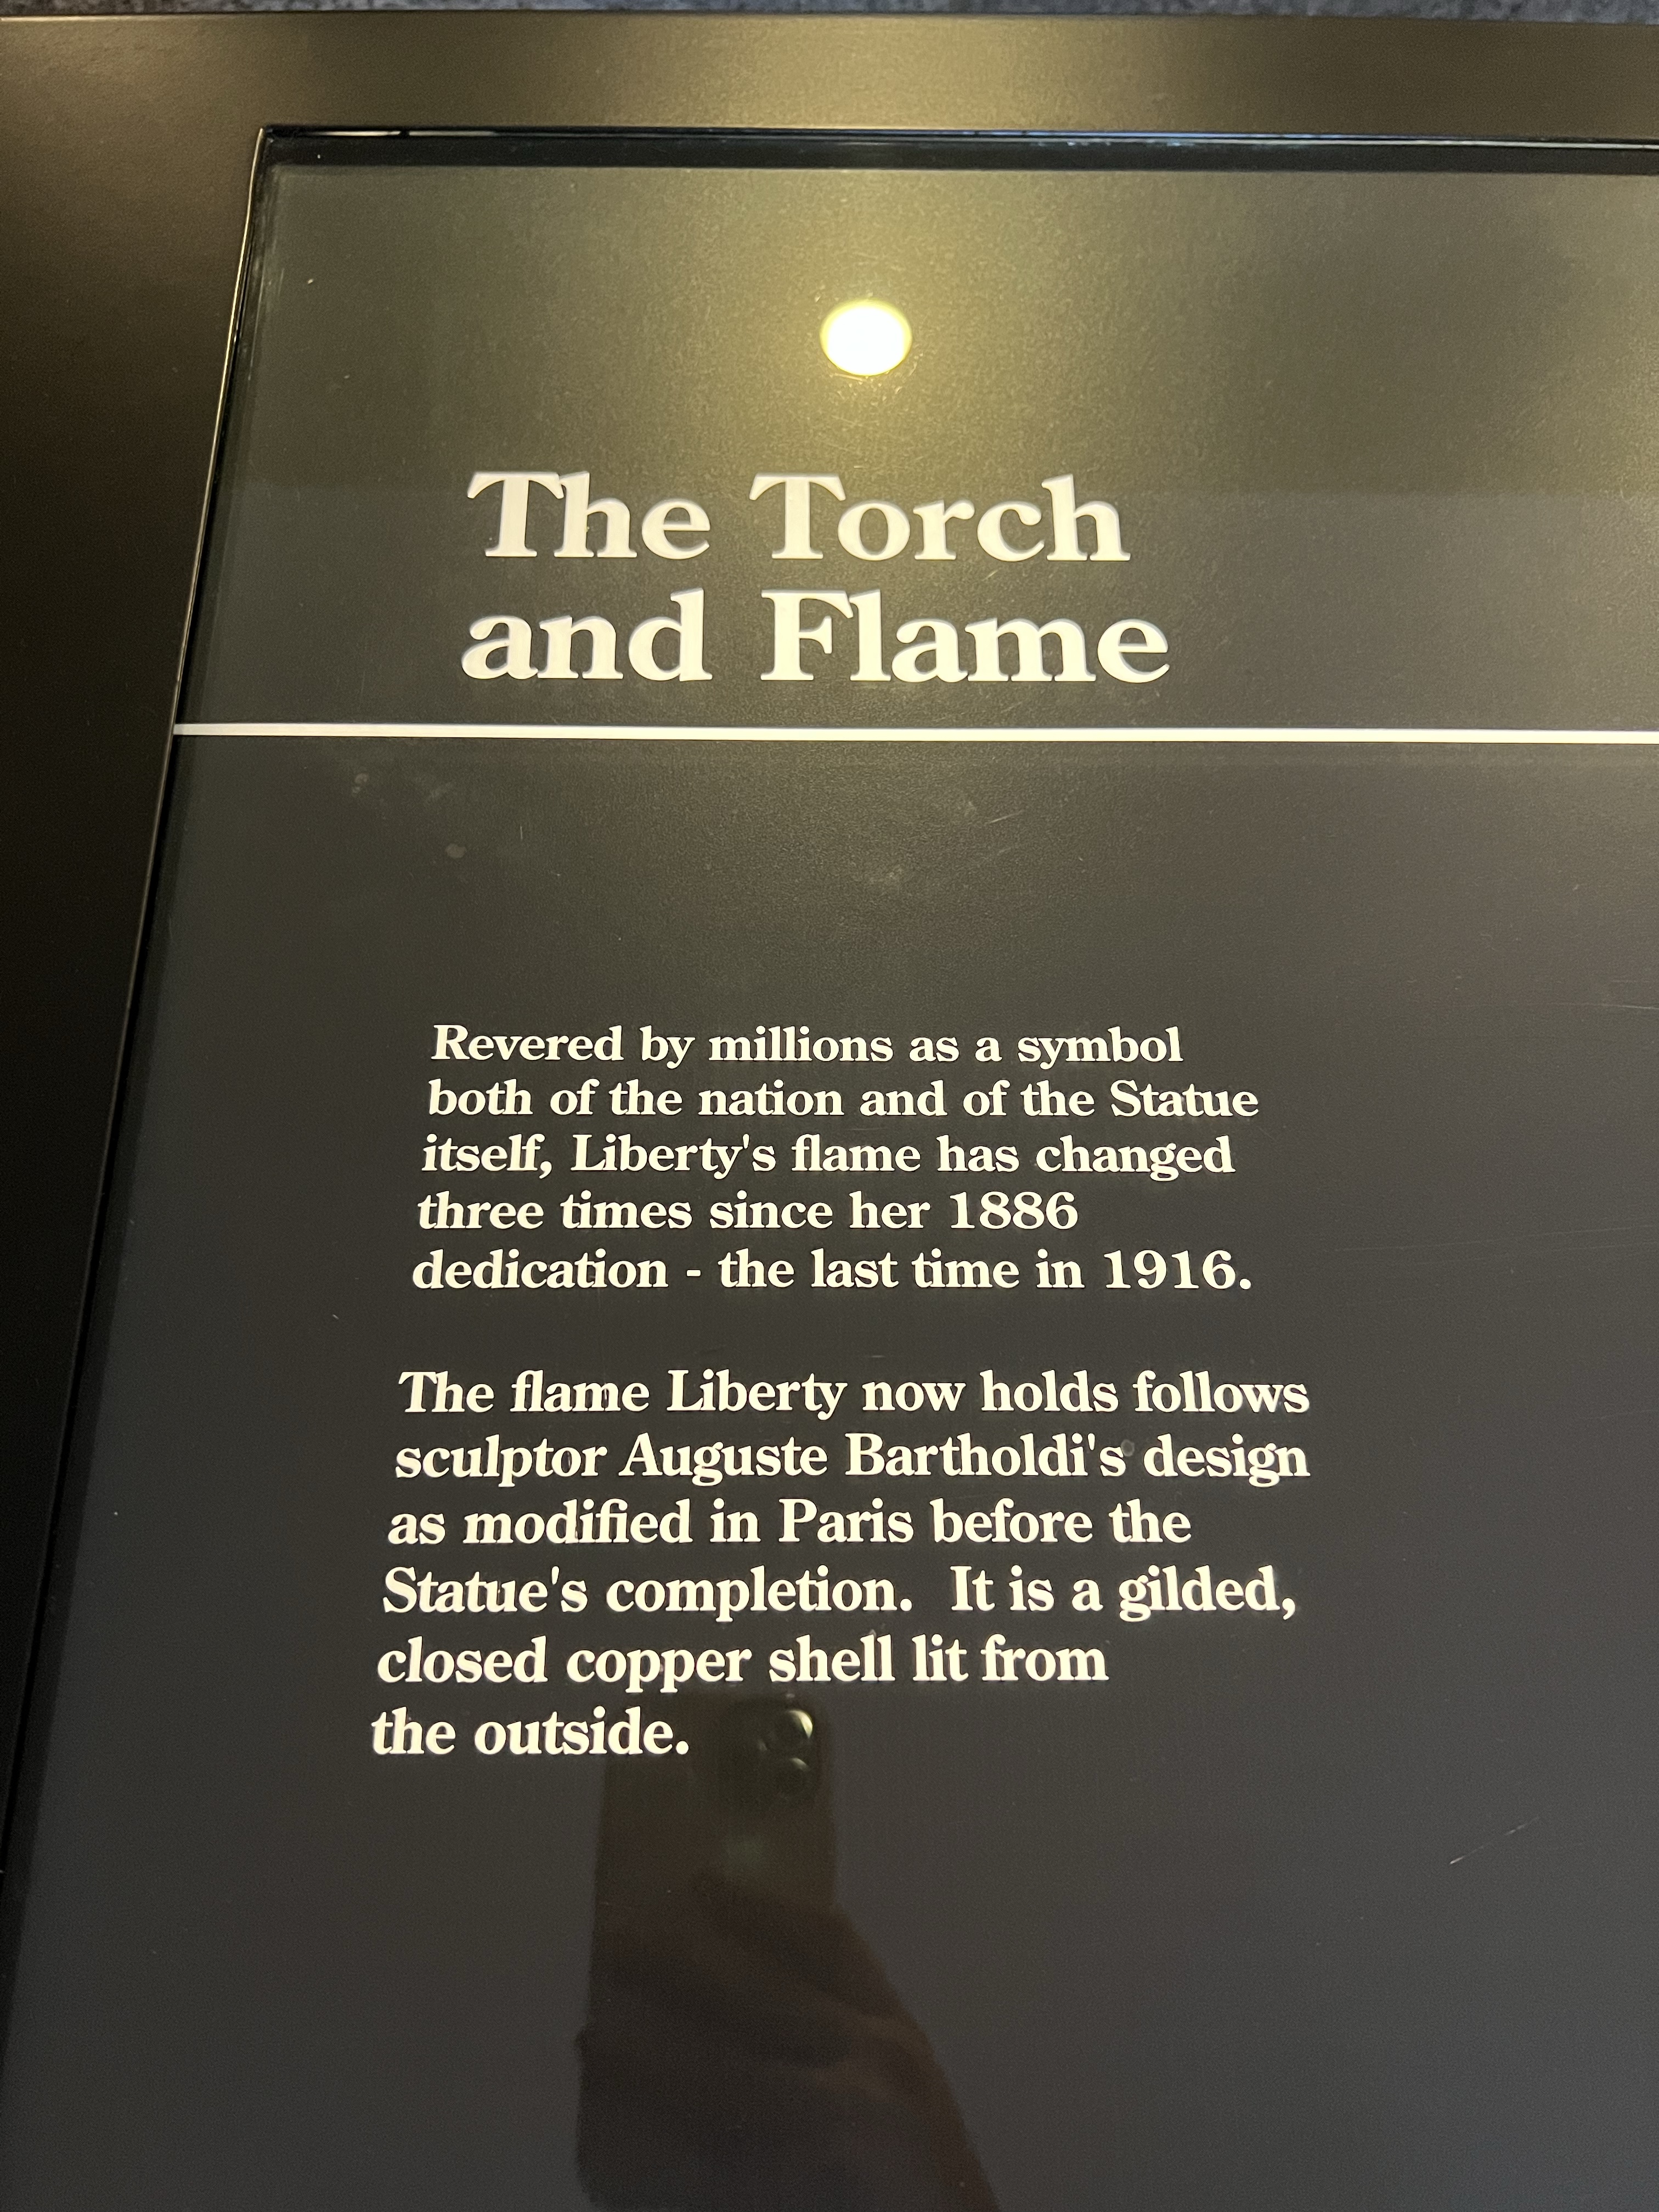 The Torch
and Flame
Revered by millions as a symbol
both of the nation and of the Statue
itself, Liberty's flame has changed
three times since her 1886
dedication - the last time in 1916.
The flame Liberty now holds follows
sculptor Auguste Bartholdi's design
as modified in Paris before the
Statue's completion.  It is a gilded,
closed copper shell lit from
the outside.